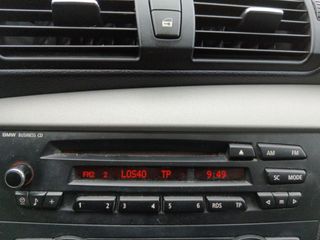 BMW BUSINESS CD
AM FM
FM2 2 LOS40 TP 9:49
SC MODE
1 2 3 4 5 6 RDS TP